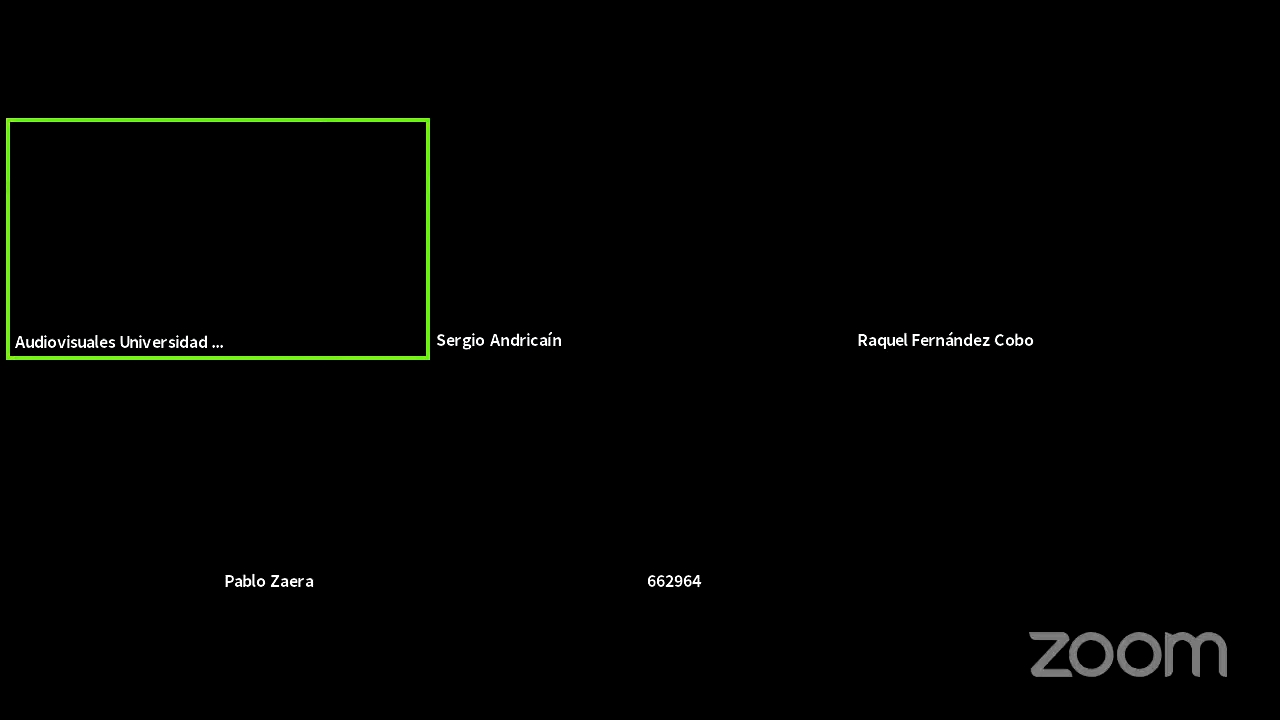 Audiovisuales Universidad ...
Sergio Andricaín
Raquel Fernández Cobo
Pablo Zaera
662964
zoom